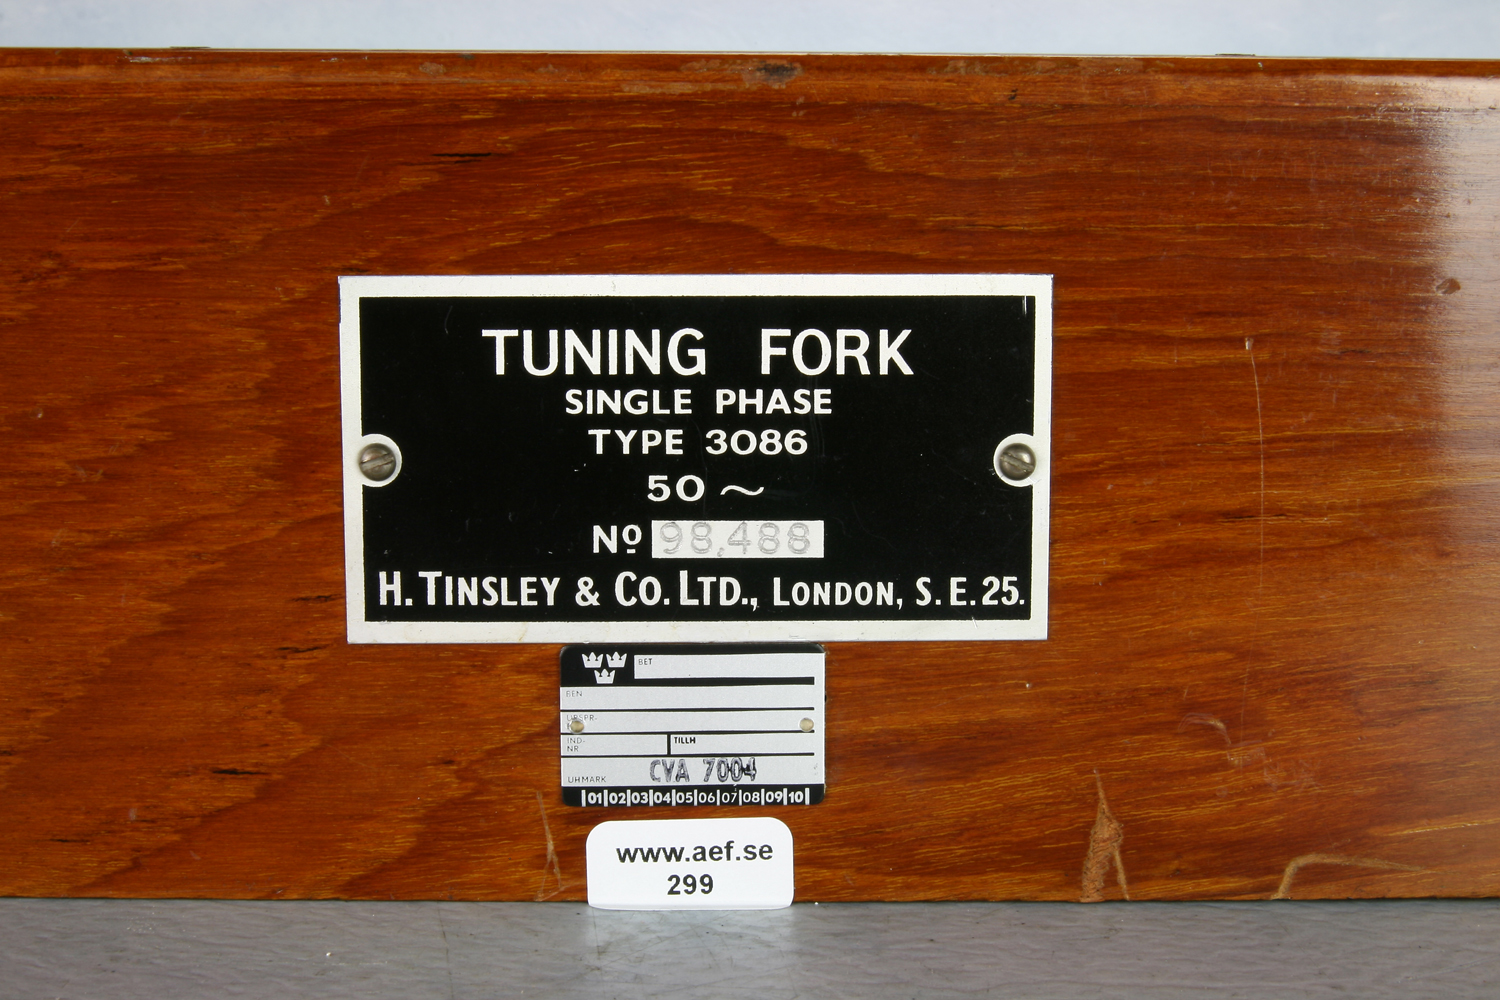 TUNING FORK
SINGLE PHASE
TYPE 3086
50 ~
Nº 98,488
H. TINSLEY & CO. LTD., LONDON, S.E.25.
BET
BEN
URSPR-
IND- TILLH
NR
UHMARK CVA 7004
|01|02|03|04|05|06|07|08|09|10|
www.aef.se
299